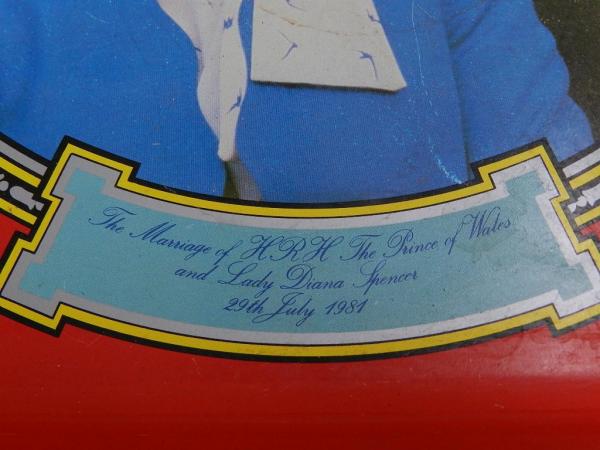 The Marriage of H R H The Prince of Wales
and Lady Diana Spencer
29th July 1981